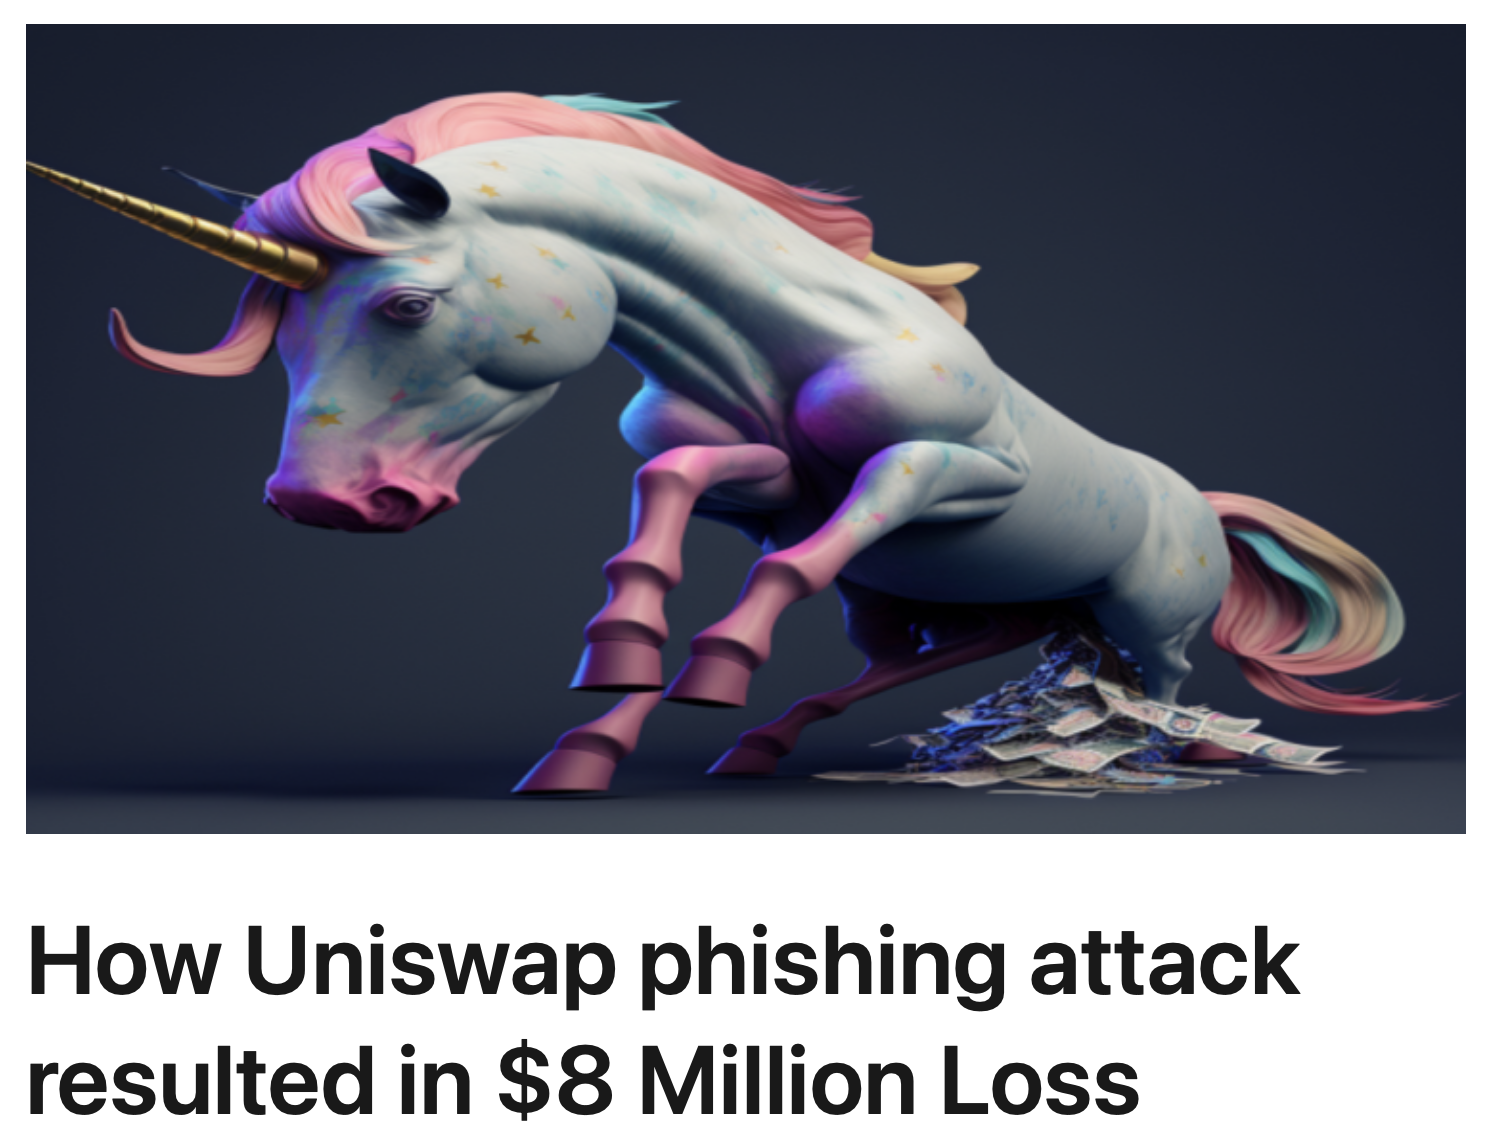 How Uniswap phishing attack
resulted in $8 Million Loss